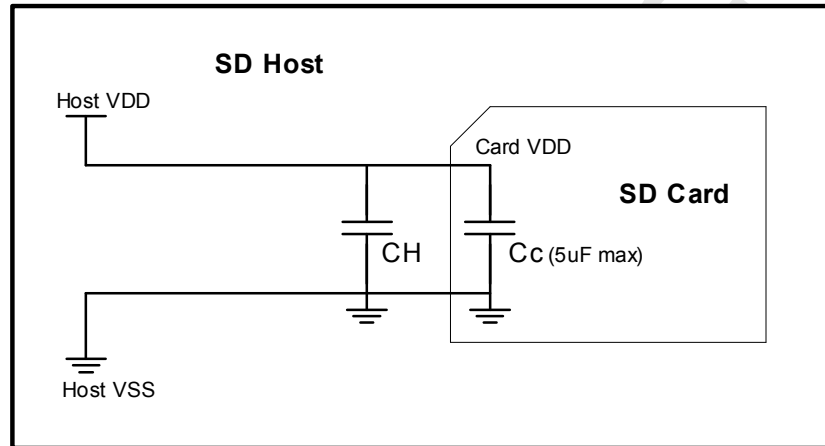 SD Host
Host VDD
Card VDD
SD Card
CH
Cc (5uF max)
Host VSS